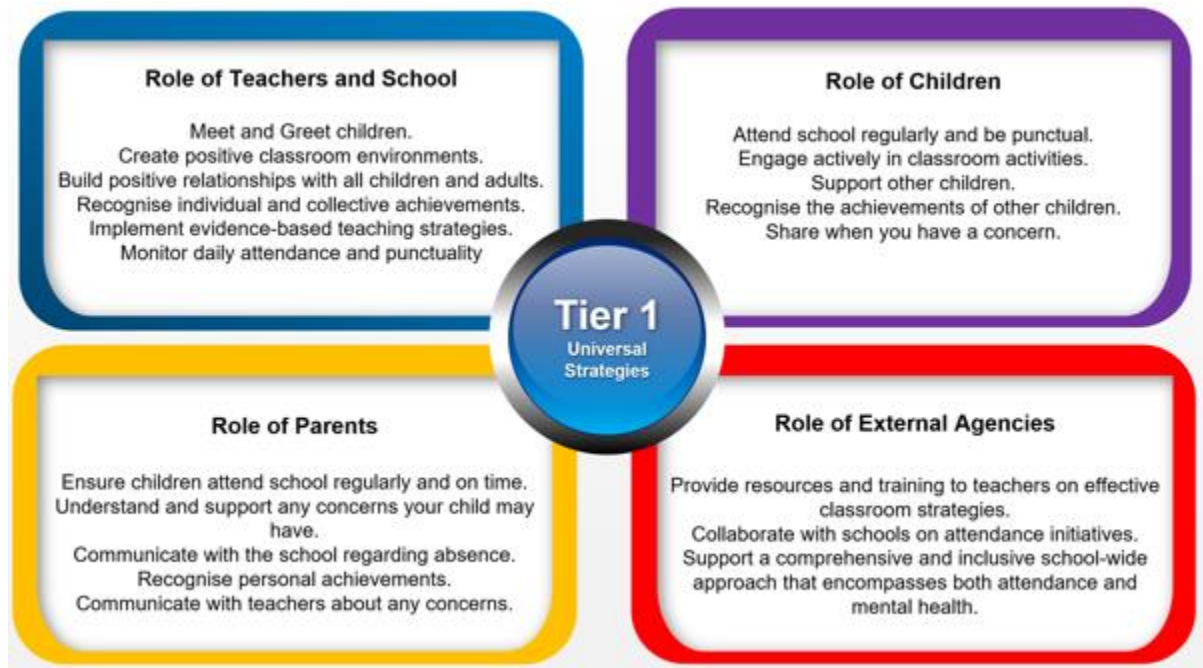 Role of Teachers and School
Meet and Greet children.
Create positive classroom environments.
Build positive relationships with all children and adults.
Recognise individual and collective achievements.
Implement evidence-based teaching strategies.
Monitor daily attendance and punctuality
Role of Children
Attend school regularly and be punctual.
Engage actively in classroom activities.
Support other children.
Recognise the achievements of other children.
Share when you have a concern.
Tier 1
Universal
Strategies
Role of Parents
Ensure children attend school regularly and on time.
Understand and support any concerns your child may
have.
Communicate with the school regarding absence.
Recognise personal achievements.
Communicate with teachers about any concerns.
Role of External Agencies
Provide resources and training to teachers on effective
classroom strategies.
Collaborate with schools on attendance initiatives.
Support a comprehensive and inclusive school-wide
approach that encompasses both attendance and
mental health.